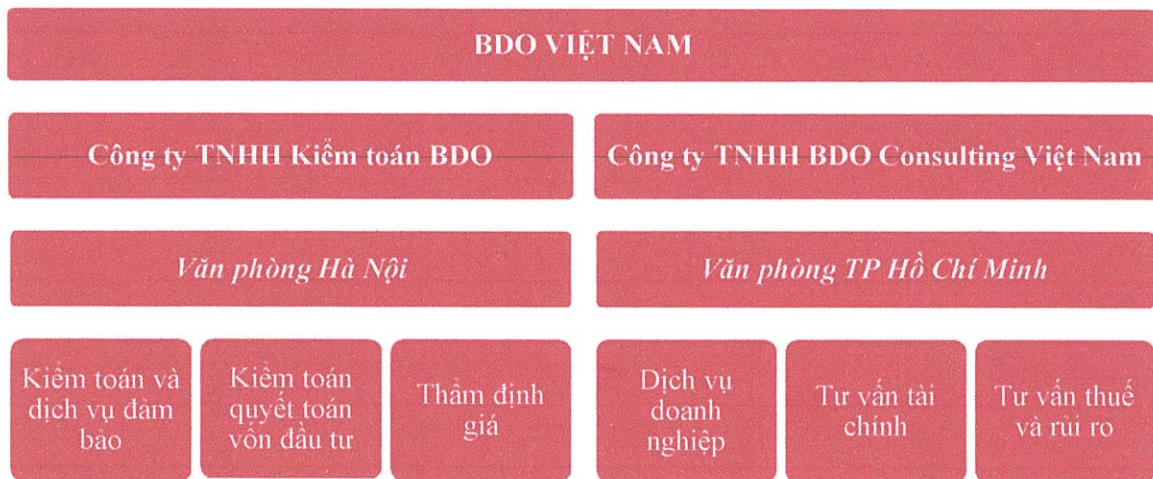 BDO VIỆT NAM
Công ty TNHH Kiểm toán BDO
Công ty TNHH BDO Consulting Việt Nam
Văn phòng Hà Nội
Văn phòng TP Hồ Chí Minh
Kiểm toán và
dịch vụ đảm
bảo
Kiểm toán
quyết toán
vốn đầu tư
Thẩm định
giá
Dịch vụ
doanh
nghiệp
Tư vấn tài
chính
Tư vấn thuế
và rủi ro